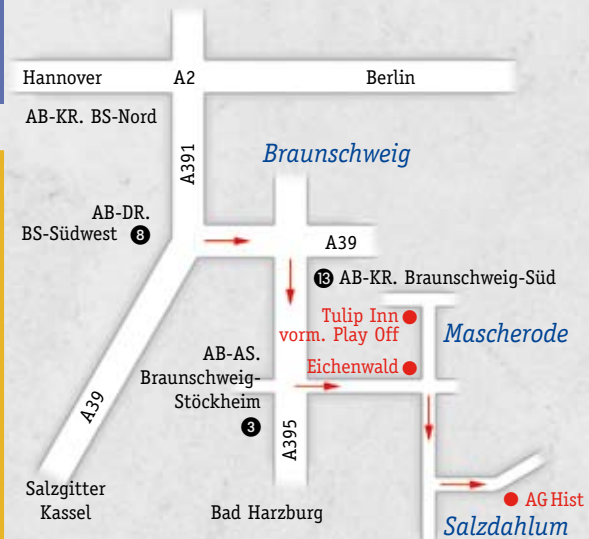 Hannover
A2
Berlin
AB-KR. BS-Nord
A391
Braunschweig
AB-DR.
BS-Südwest 8
A39
13 AB-KR. Braunschweig-Süd
Tulip Inn
vorm. Play Off
Mascherode
Eichenwald
AB-AS.
Braunschweig-
Stöckheim
3
A39
A395
Salzgitter
Kassel
Bad Harzburg
AG Hist
Salzdahlum